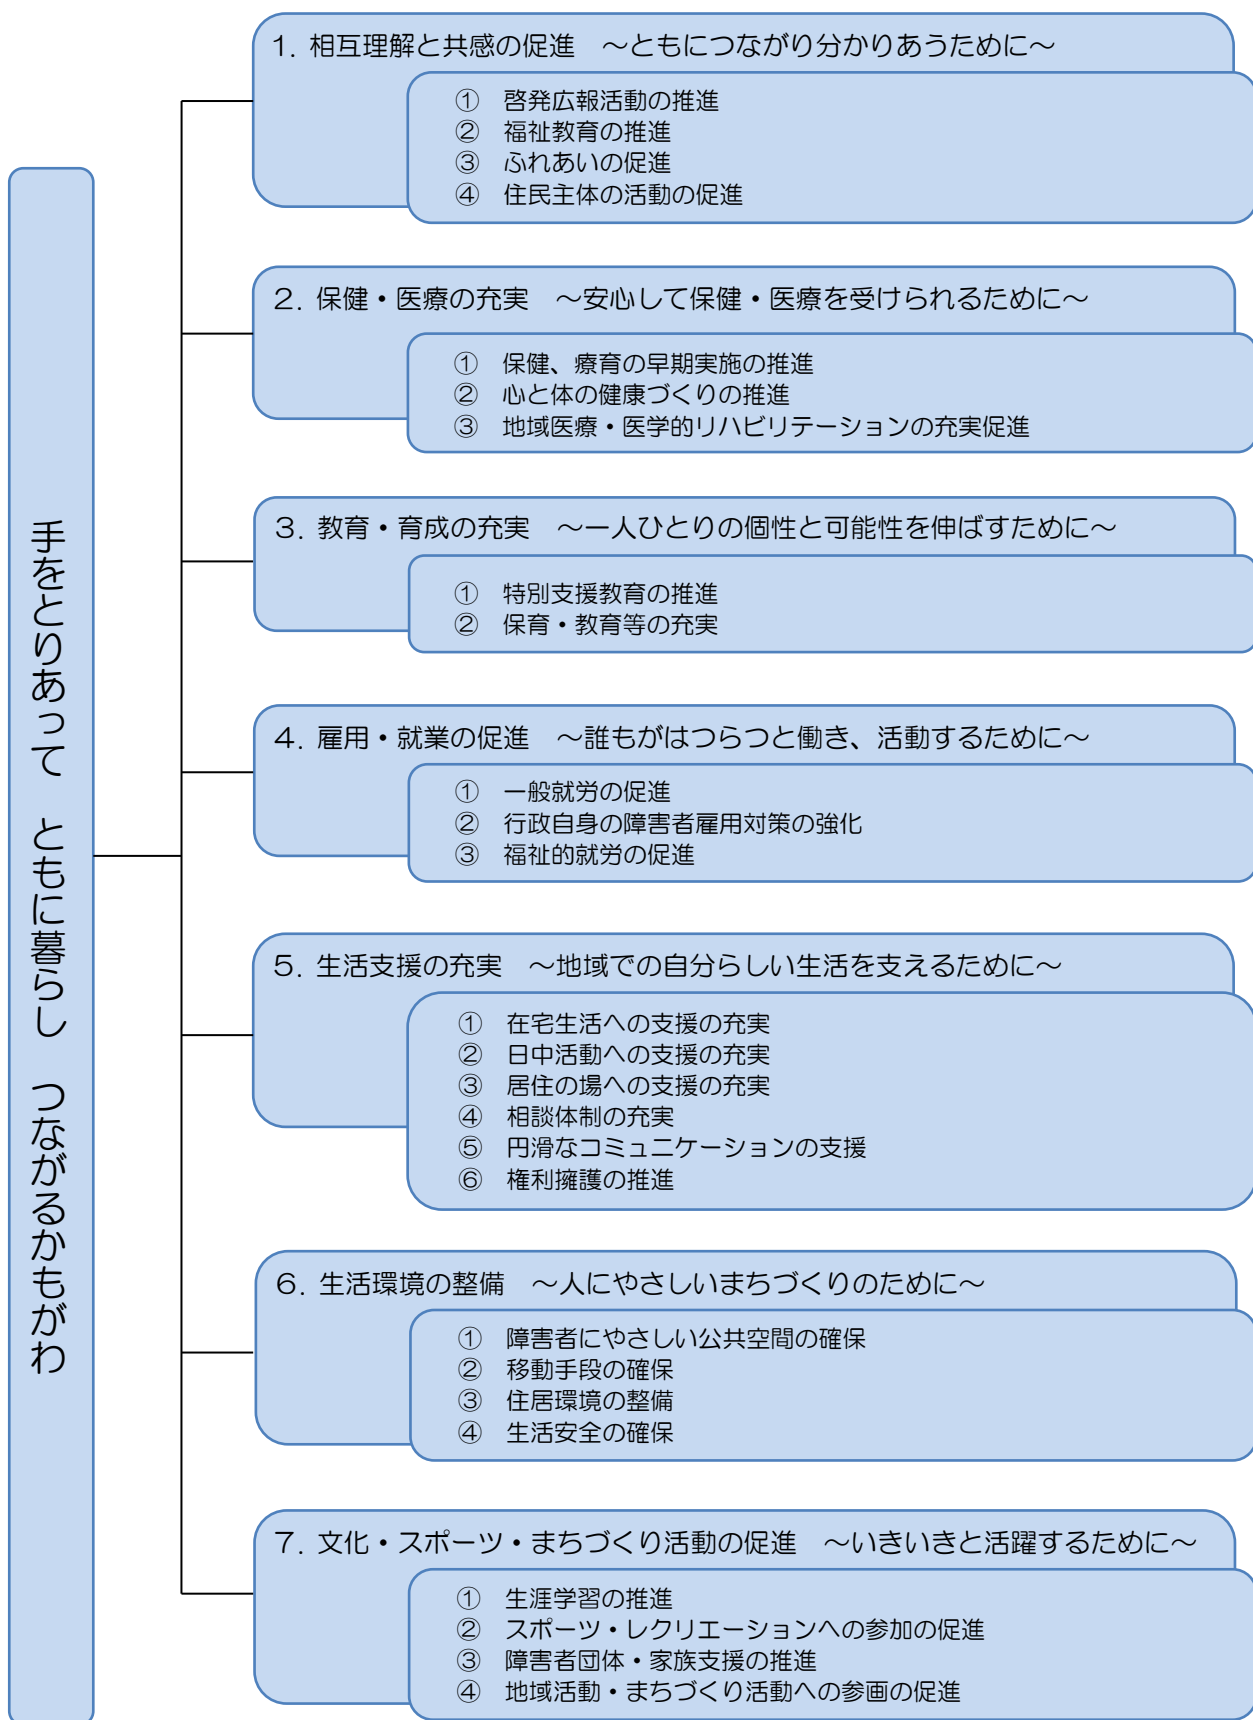 手をとりあって　ともに暮らし　つながるかもがわ
1. 相互理解と共感の促進　～ともにつながり分かりあうために～
①　啓発広報活動の推進
②　福祉教育の推進
③　ふれあいの促進
④　住民主体の活動の促進
2. 保健・医療の充実　～安心して保健・医療を受けられるために～
①　保健、療育の早期実施の推進
②　心と体の健康づくりの推進
③　地域医療・医学的リハビリテーションの充実促進
3. 教育・育成の充実　～一人ひとりの個性と可能性を伸ばすために～
①　特別支援教育の推進
②　保育・教育等の充実
4. 雇用・就業の促進　～誰もがはつらつと働き、活動するために～
①　一般就労の促進
②　行政自身の障害者雇用対策の強化
③　福祉的就労の促進
5. 生活支援の充実　～地域での自分らしい生活を支えるために～
①　在宅生活への支援の充実
②　日中活動への支援の充実
③　居住の場への支援の充実
④　相談体制の充実
⑤　円滑なコミュニケーションの支援
⑥　権利擁護の推進
6. 生活環境の整備　～人にやさしいまちづくりのために～
①　障害者にやさしい公共空間の確保
②　移動手段の確保
③　住居環境の整備
④　生活安全の確保
7. 文化・スポーツ・まちづくり活動の促進　～いきいきと活躍するために～
①　生涯学習の推進
②　スポーツ・レクリエーションへの参加の促進
③　障害者団体・家族支援の推進
④　地域活動・まちづくり活動への参画の促進